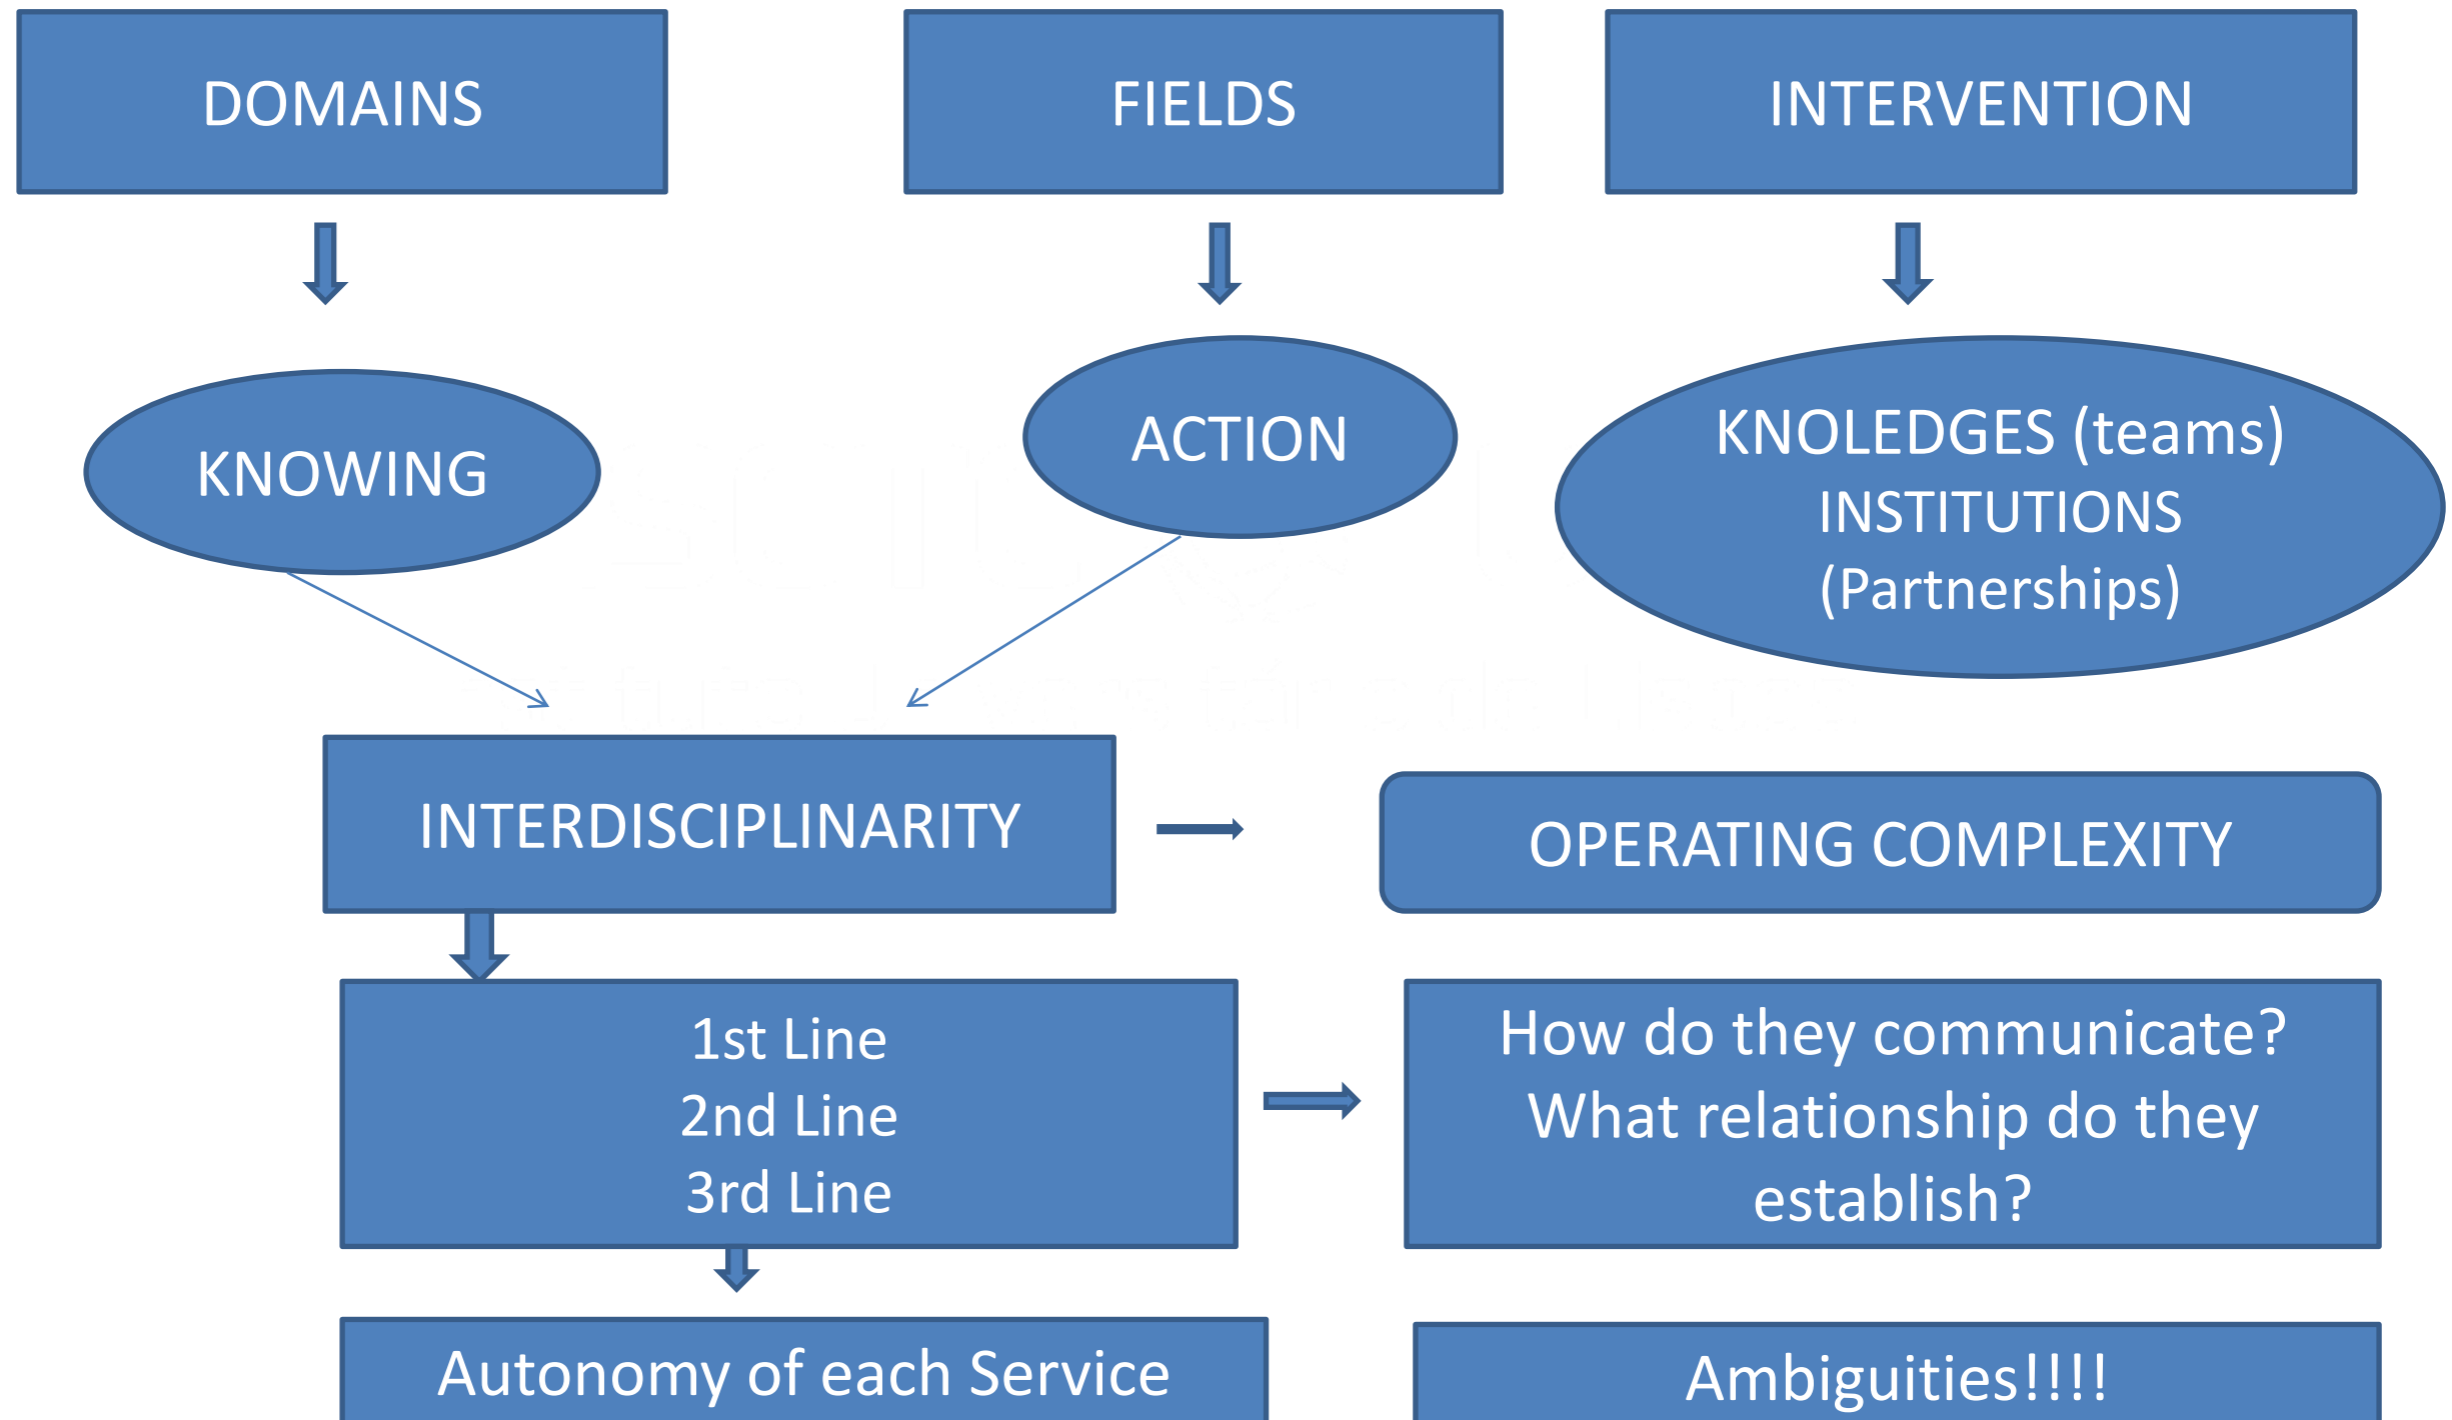 DOMAINS
FIELDS
INTERVENTION
KNOWING
ACTION
KNOLEDGES (teams)
INSTITUTIONS
(Partnerships)
INTERDISCIPLINARITY
OPERATING COMPLEXITY
1st Line
2nd Line
3rd Line
How do they communicate?
What relationship do they
establish?
Autonomy of each Service
Ambiguities!!!!